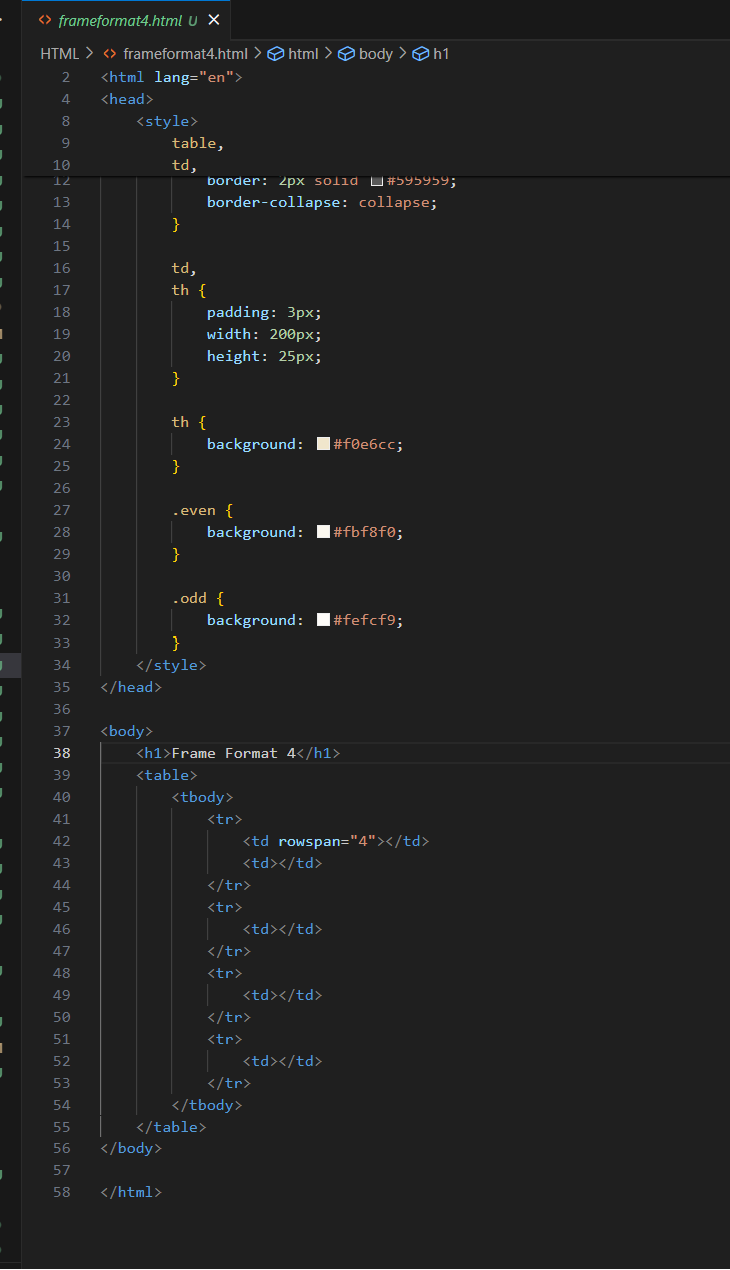 frameformat4.html U
HTML > frameformat4.html > html > body > h1
2 <html lang="en">
4 <head>
8 <style>
9 table,
10 td,
12 border: 2px solid #595959;
13 border-collapse: collapse;
14 }
15
16 td,
17 th {
18 padding: 3px;
19 width: 200px;
20 height: 25px;
21 }
22
23 th {
24 background: #f0e6cc;
25 }
26
27 .even {
28 background: #fbf8f0;
29 }
30
31 .odd {
32 background: #fefcf9;
33 }
34 </style>
35 </head>
36
37 <body>
38 <h1>Frame Format 4</h1>
39 <table>
40 <tbody>
41 <tr>
42 <td rowspan="4"></td>
43 <td></td>
44 </tr>
45 <tr>
46 <td></td>
47 </tr>
48 <tr>
49 <td></td>
50 </tr>
51 <tr>
52 <td></td>
53 </tr>
54 </tbody>
55 </table>
56 </body>
57
58 </html>